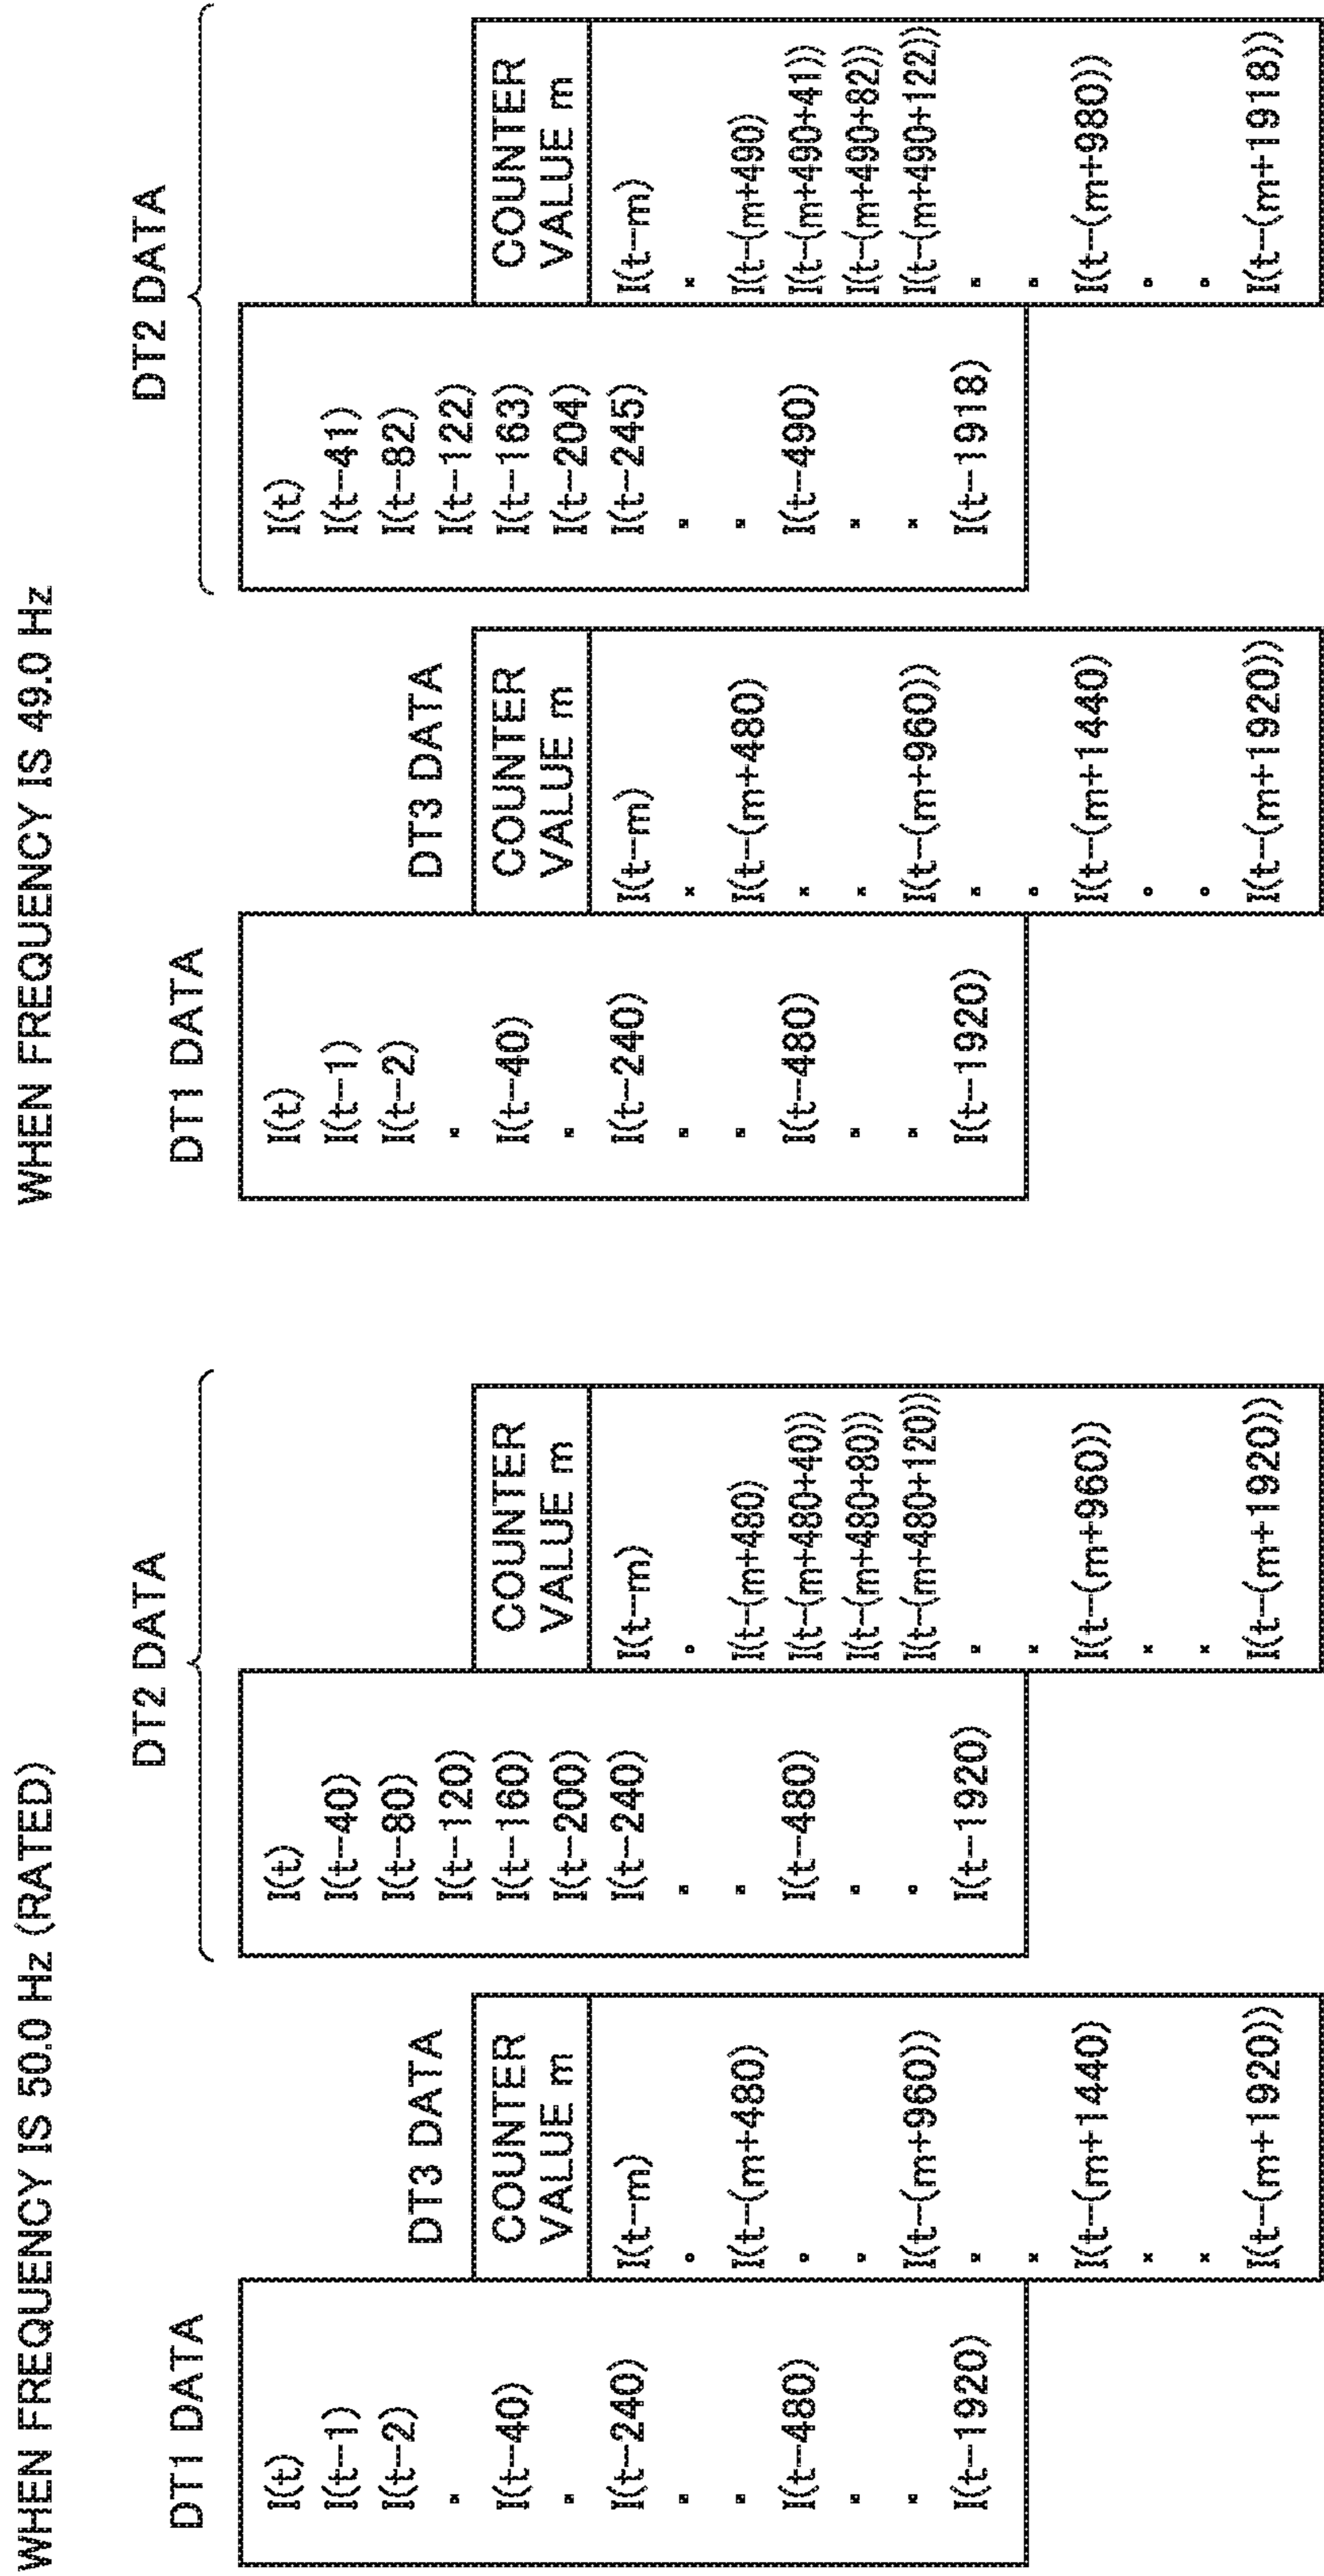 WHEN FREQUENCY IS 50.0 Hz (RATED)
DT1 DATA
I(t)
I(t-1)
I(t-2)
.
I(t-40)
.
I(t-240)
.
.
I(t-480)
.
.
I(t-1920)
DT3 DATA
COUNTER
VALUE m
I(t-m)
.
I(t-(m+480)
.
.
I(t-(m+960))
.
.
I(t-(m+1440)
.
.
I(t-(m+1920))
DT2 DATA
I(t)
I(t-40)
I(t-80)
I(t-120)
I(t-160)
I(t-200)
I(t-240)
.
.
I(t-480)
.
.
I(t-1920)
COUNTER
VALUE m
I(t-m)
.
I(t-(m+480)
I(t-(m+480+40))
I(t-(m+480+80))
I(t-(m+480+120))
.
.
I(t-(m+960))
.
.
I(t-(m+1920))
WHEN FREQUENCY IS 49.0 Hz
DT1 DATA
I(t)
I(t-1)
I(t-2)
.
I(t-40)
.
I(t-240)
.
.
I(t-480)
.
.
I(t-1920)
DT3 DATA
COUNTER
VALUE m
I(t-m)
.
I(t-(m+480)
.
.
I(t-(m+960))
.
.
I(t-(m+1440)
.
.
I(t-(m+1920))
DT2 DATA
I(t)
I(t-41)
I(t-82)
I(t-122)
I(t-163)
I(t-204)
I(t-245)
.
.
I(t-490)
.
.
I(t-1918)
COUNTER
VALUE m
I(t-m)
.
I(t-(m+490)
I(t-(m+490+41))
I(t-(m+490+82))
I(t-(m+490+122))
.
.
I(t-(m+980))
.
.
I(t-(m+1918))